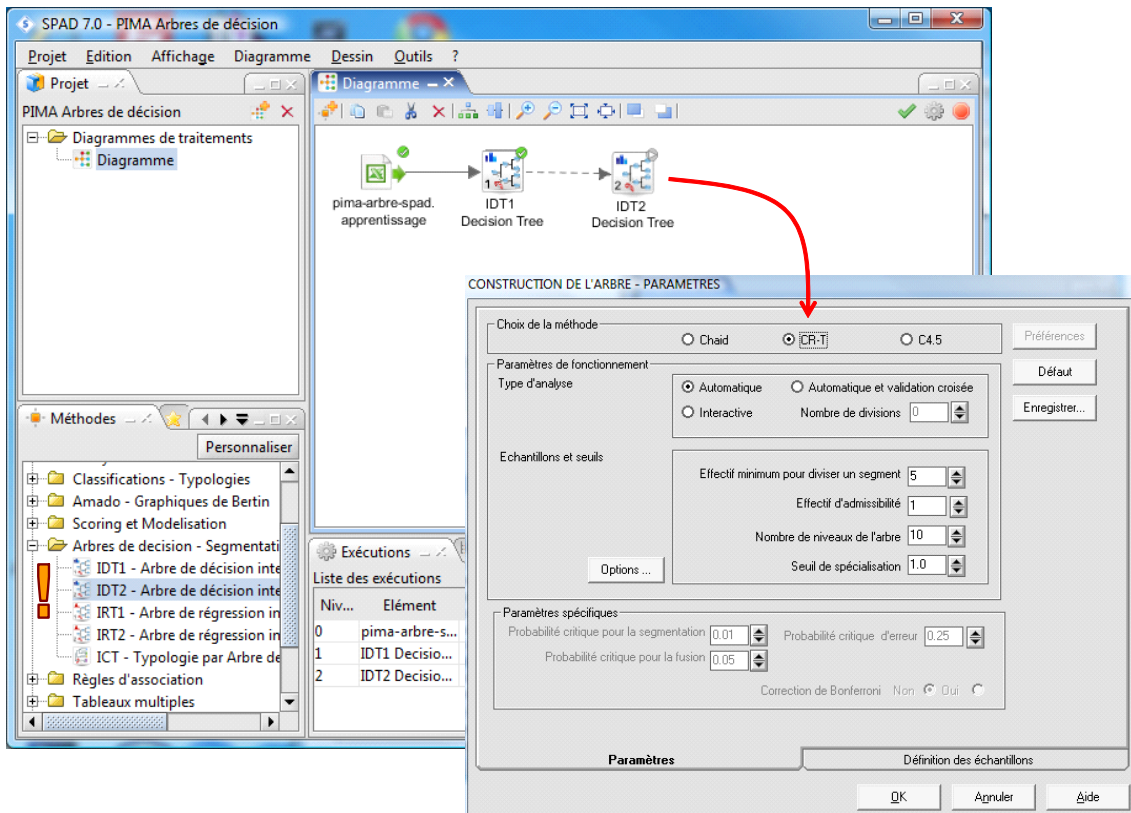 SPAD 7.0 - PIMA Arbres de décision
Projet Edition Affichage Diagramme Dessin Outils ?
Projet
PIMA Arbres de décision
Diagrammes de traitements
Diagramme
Diagramme
pima-arbre-spad.
apprentissage
1
IDT1
Decision Tree
2
IDT2
Decision Tree
Méthodes
Personnaliser
Classifications - Typologies
Amado - Graphiques de Bertin
Scoring et Modelisation
Arbres de decision - Segmentati
IDT1 - Arbre de décision inte
IDT2 - Arbre de décision inte
IRT1 - Arbre de régression in
IRT2 - Arbre de régression in
ICT - Typologie par Arbre de
Règles d'association
Tableaux multiples
!
Exécutions
Liste des exécutions
Niv... Elément
0 pima-arbre-s...
1 IDT1 Decisio...
2 IDT2 Decisio...
CONSTRUCTION DE L'ARBRE - PARAMETRES
Choix de la méthode
Chaid CR-T C4.5
Préférences
Défaut
Enregistrer...
Paramètres de fonctionnement
Type d'analyse
Automatique Automatique et validation croisée
Interactive Nombre de divisions 0
Echantillons et seuils
Effectif minimum pour diviser un segment 5
Effectif d'admissibilité 1
Nombre de niveaux de l'arbre 10
Seuil de spécialisation 1.0
Options ...
Paramètres spécifiques
Probabilité critique pour la segmentation 0.01 Probabilité critique d'erreur 0.25
Probabilité critique pour la fusion 0.05
Correction de Bonferroni Non Oui
Paramètres Définition des échantillons
OK Annuler Aide